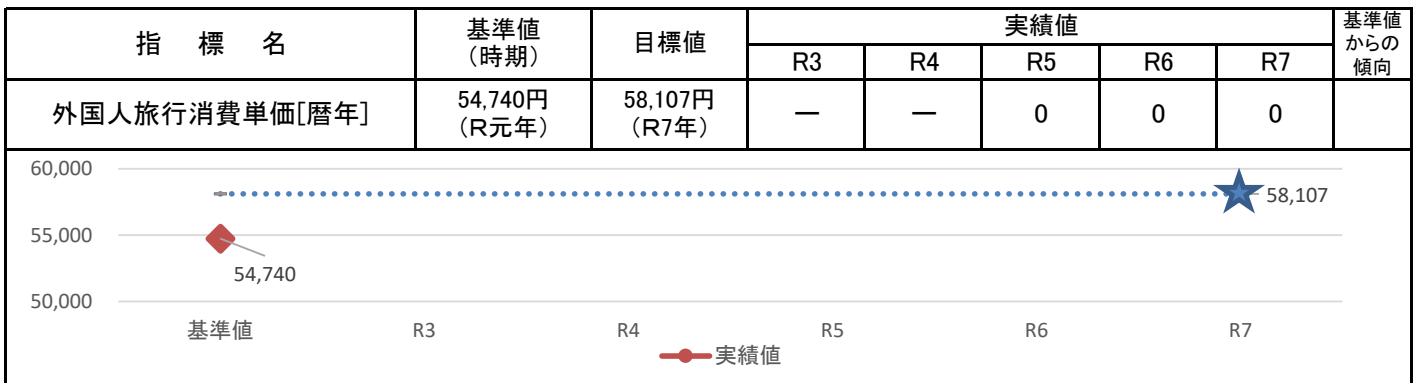 指 標 名 基準値 (時期) 目標値 実績値 基準値 からの 傾向
R3 R4 R5 R6 R7
外国人旅行消費単価[暦年] 54,740円 (R元年) 58,107円 (R7年) ― ― 0 0 0
60,000
58,107
55,000
54,740
50,000
基準値 R3 R4 R5 R6 R7
実績値